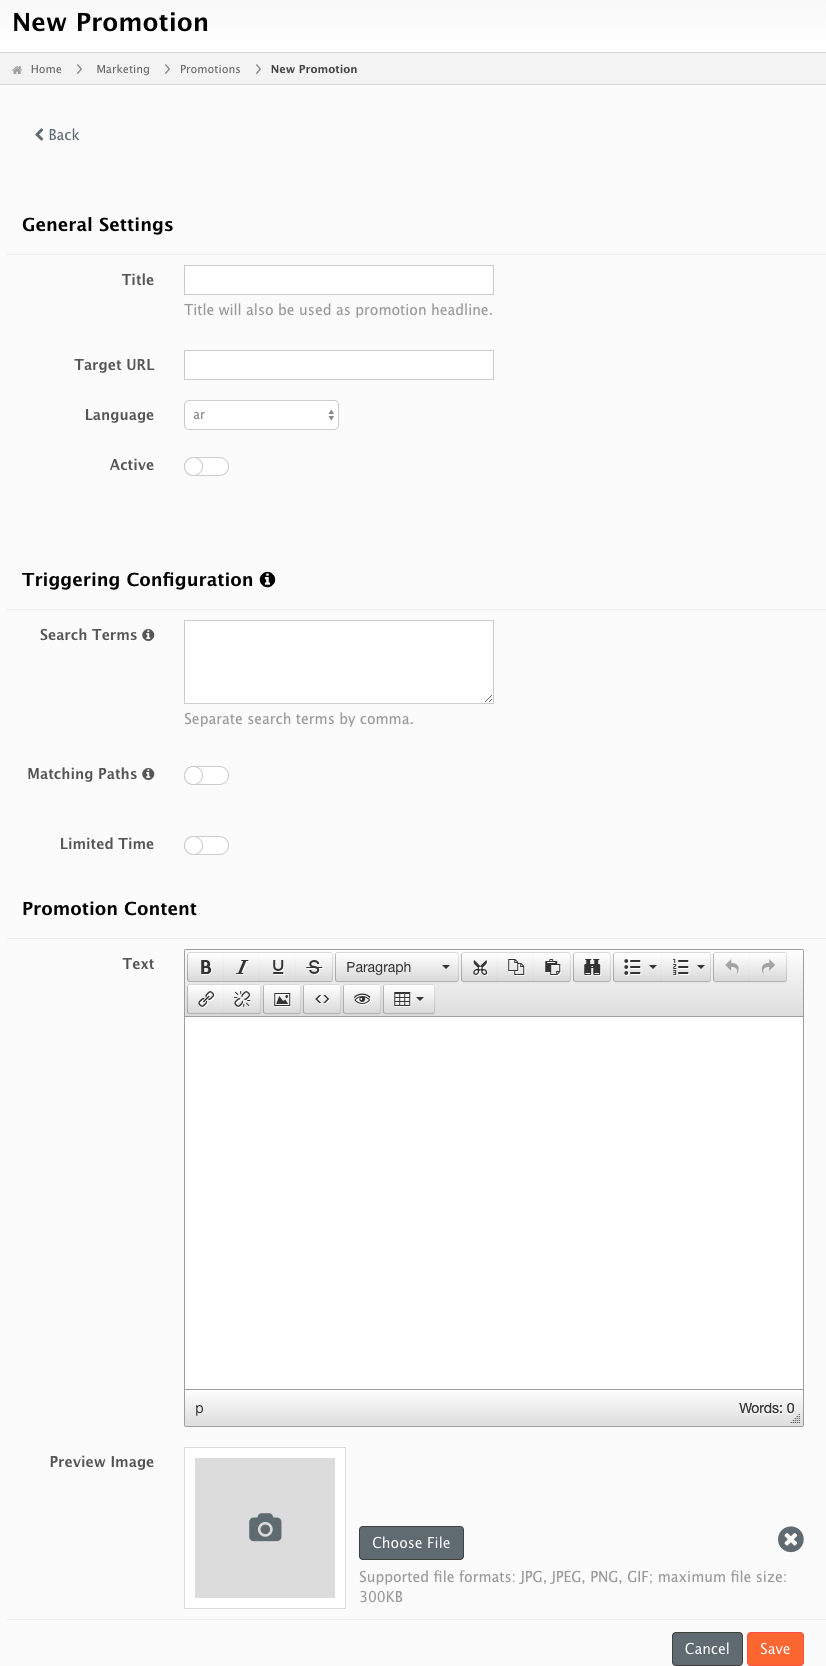 New Promotion
Home > Marketing > Promotions > New Promotion
Back
General Settings
Title
Title will also be used as promotion headline.
Target URL
Language ar
Active
Triggering Configuration
Search Terms
Separate search terms by comma.
Matching Paths
Limited Time
Promotion Content
Text
B I U S Paragraph
p Words: 0
Preview Image
Choose File
Supported file formats: JPG, JPEG, PNG, GIF; maximum file size:
300KB
Cancel Save